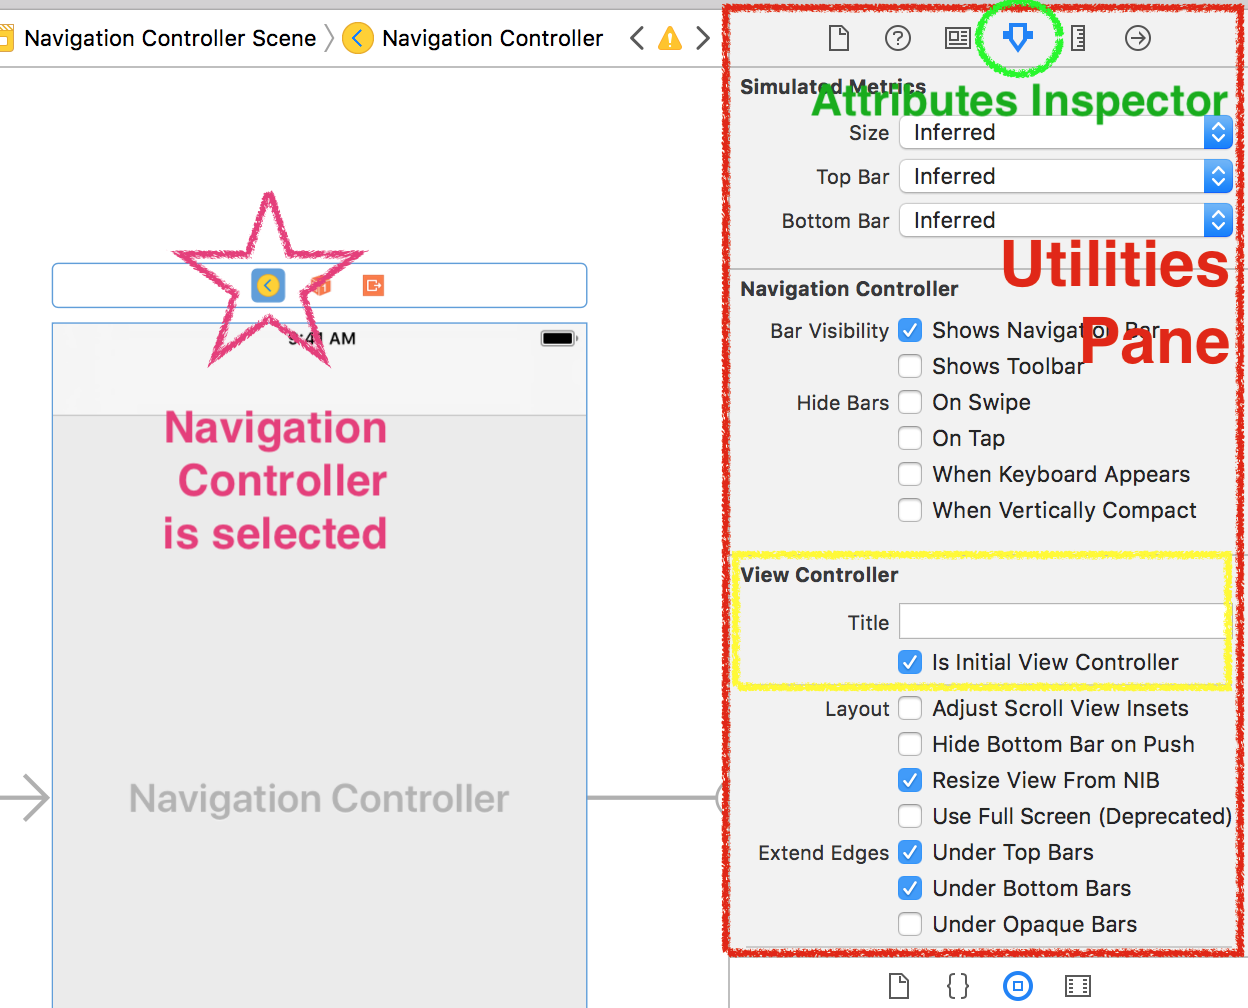 Navigation Controller Scene
Navigation Controller
Simulated Metrics
Attributes Inspector
Size Inferred
Top Bar Inferred
Bottom Bar Inferred
Utilities
Pane
Navigation Controller
Bar Visibility Shows Navigation Bar
Shows Toolbar
Hide Bars On Swipe
On Tap
When Keyboard Appears
When Vertically Compact
View Controller
Title
Is Initial View Controller
Layout Adjust Scroll View Insets
Hide Bottom Bar on Push
Resize View From NIB
Use Full Screen (Deprecated)
Extend Edges Under Top Bars
Under Bottom Bars
Under Opaque Bars
9:41 AM
Navigation
Controller
is selected
Navigation Controller